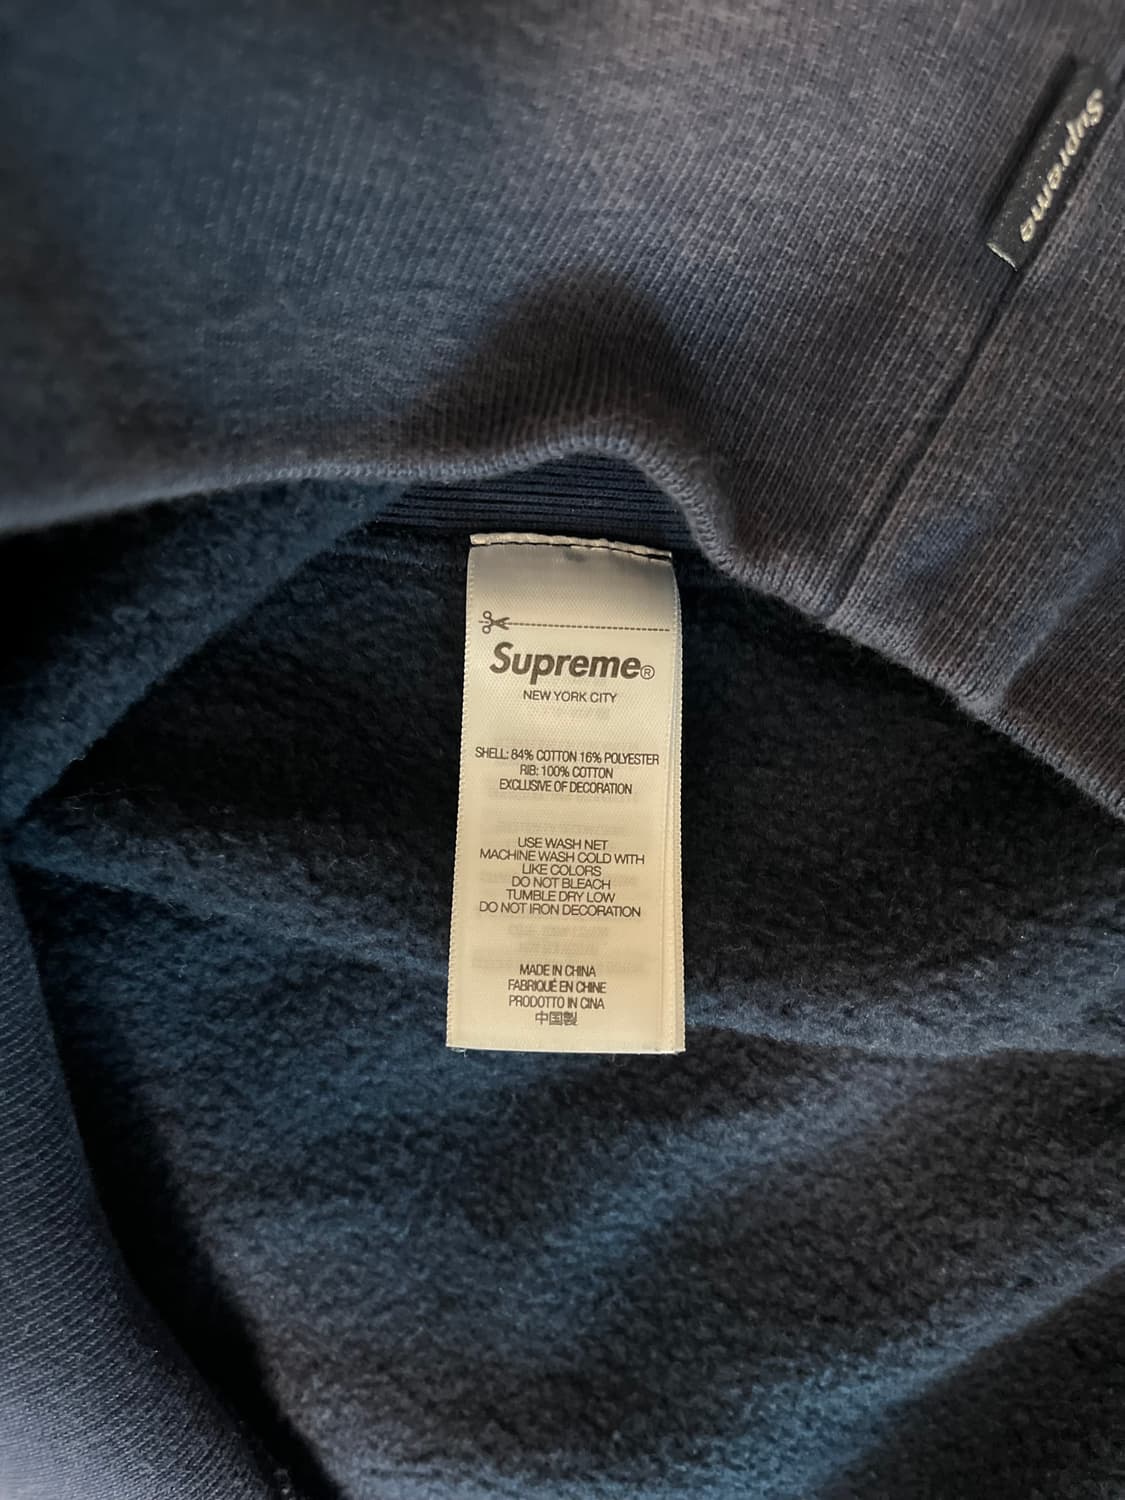 Supreme
Supreme®
NEW YORK CITY
SHELL: 84% COTTON 16% POLYESTER
RIB: 100% COTTON
EXCLUSIVE OF DECORATION
USE WASH NET
MACHINE WASH COLD WITH
LIKE COLORS
DO NOT BLEACH
TUMBLE DRY LOW
DO NOT IRON DECORATION
MADE IN CHINA
FABRIQUÉ EN CHINE
PRODOTTO IN CINA
中国製